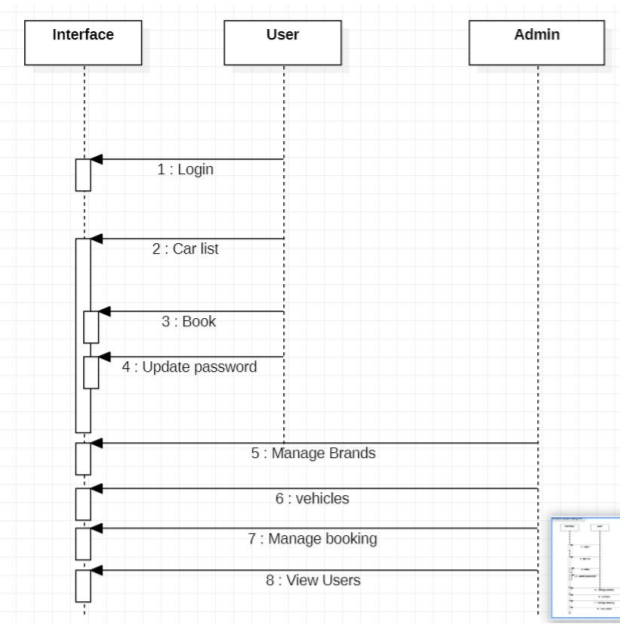 Interface
User
Admin
1 : Login
2 : Car list
3 : Book
4 : Update password
5 : Manage Brands
6 : vehicles
7 : Manage booking
8 : View Users